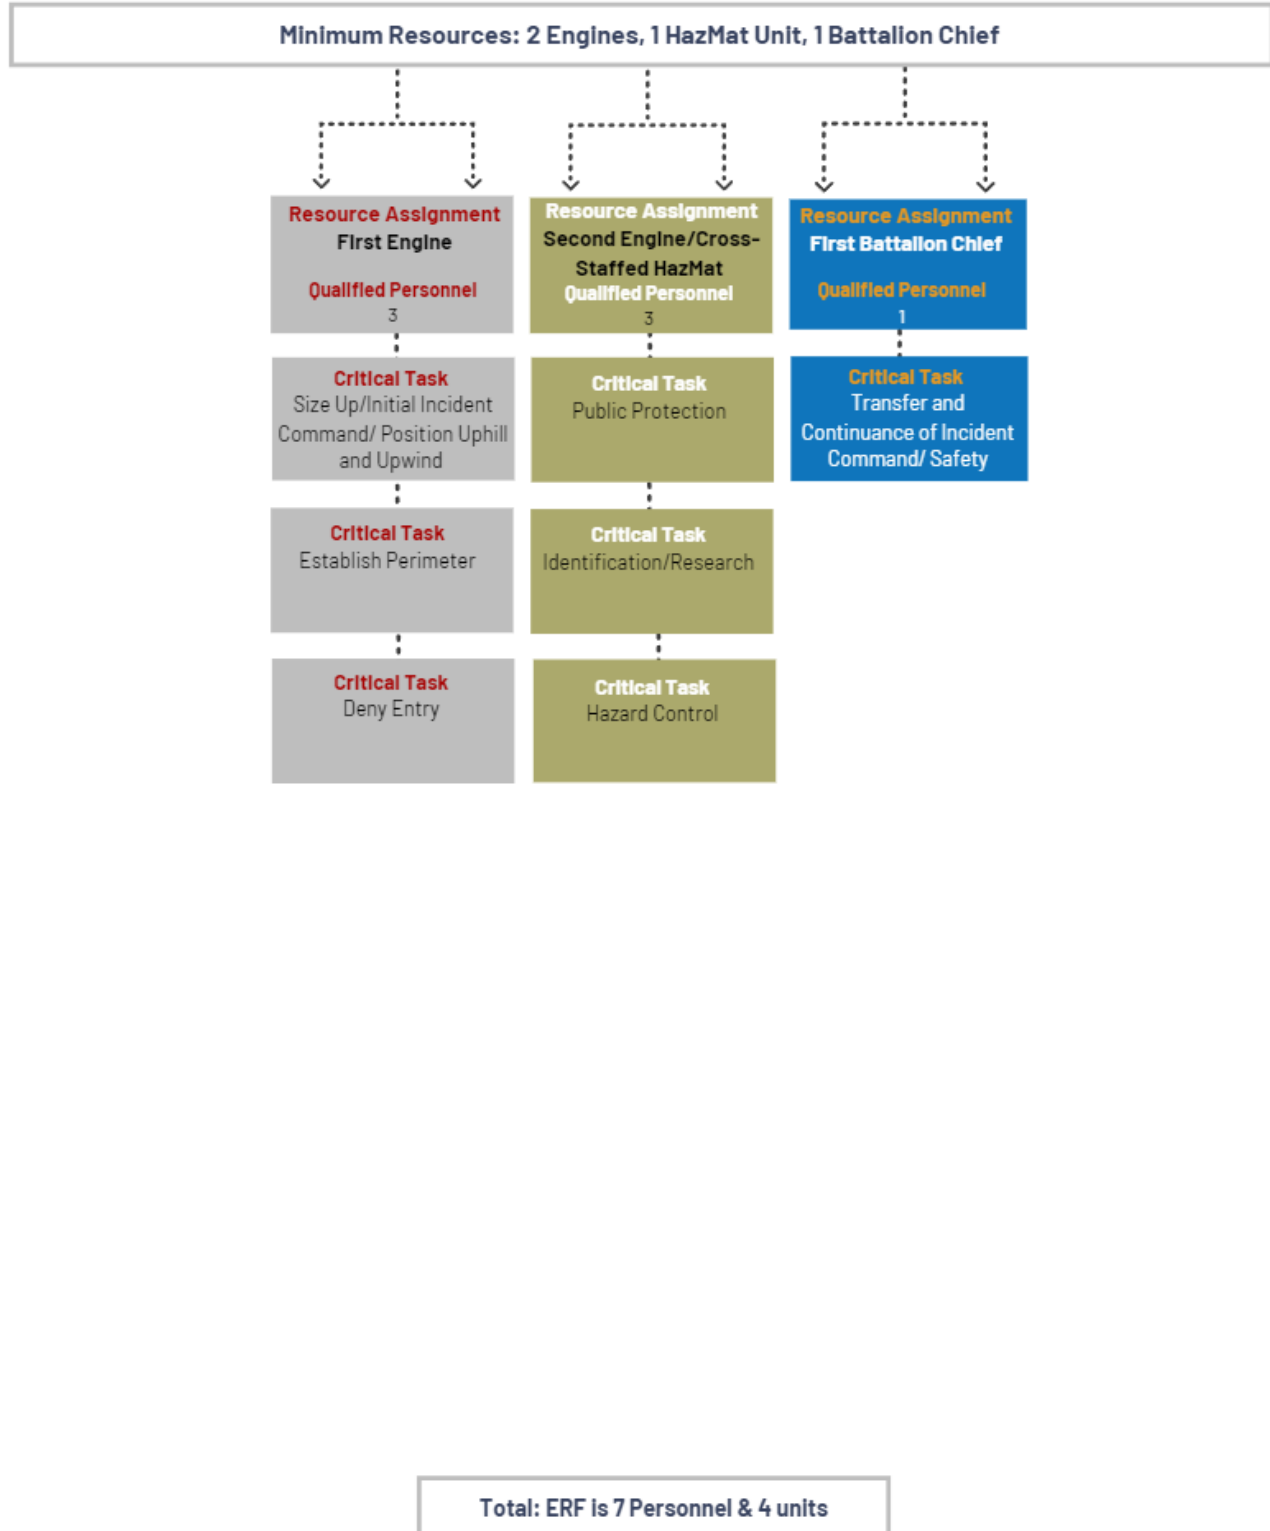 Minimum Resources: 2 Engines, 1 HazMat Unit, 1 Battalion Chief
Resource Assignment
First Engine
Qualified Personnel
3
Critical Task
Size Up/Initial Incident
Command/ Position Uphill
and Upwind
Critical Task
Establish Perimeter
Critical Task
Deny Entry
Resource Assignment
Second Engine/Cross-
Staffed HazMat
Qualified Personnel
3
Critical Task
Public Protection
Critical Task
Identification/Research
Critical Task
Hazard Control
Resource Assignment
First Battalion Chief
Qualified Personnel
1
Critical Task
Transfer and
Continuance of Incident
Command/ Safety
Total: ERF is 7 Personnel & 4 units